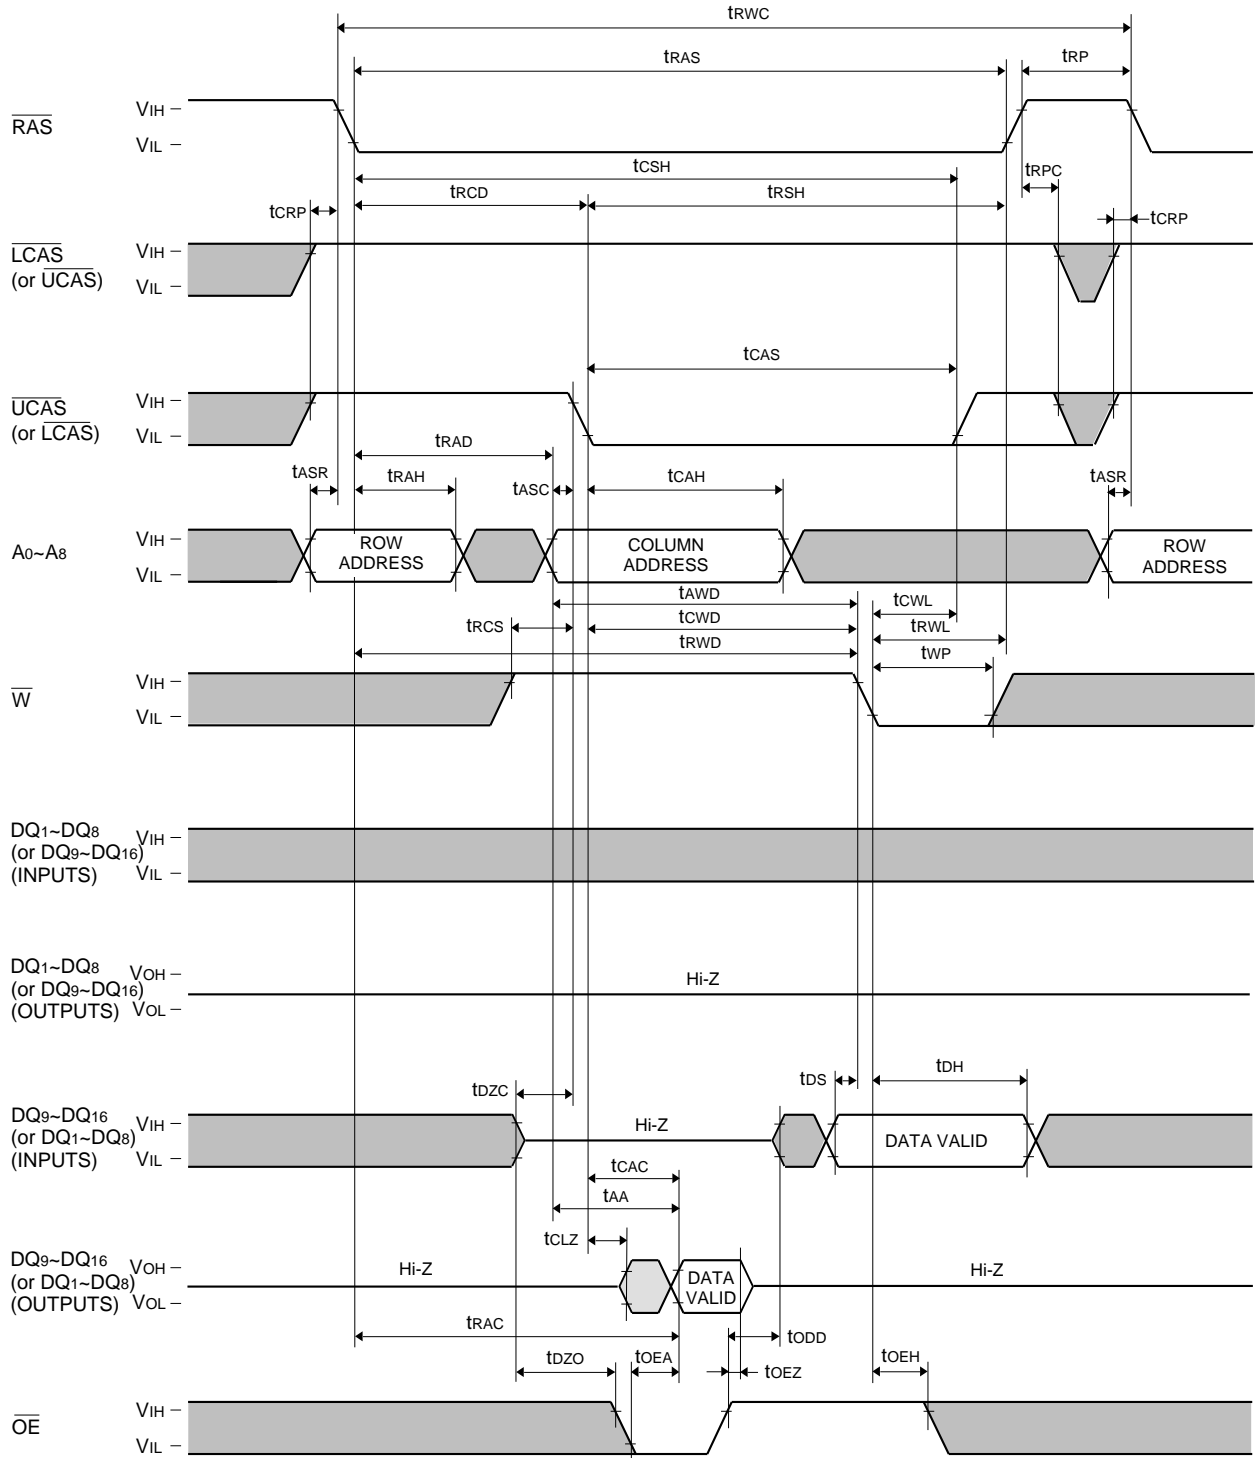 tRWC
tRAS tRP
RAS VIH
VIL
tCSH tRPC
tRCD tRSH
tCRP tCRP
LCAS VIH
(or UCAS)
VIL
tCAS
UCAS VIH
(or LCAS) VIL
tRAD
tASR tRAH tASC tCAH tASR
A0~A8 VIH
VIL
ROW
ADDRESS
COLUMN
ADDRESS
ROW
ADDRESS
tAWD tCWL
tRCS tCWD tRWL
tRWD tWP
W VIH
VIL
DQ1~DQ8
(or DQ9~DQ16)
(INPUTS)
VIH
VIL
DQ1~DQ8
(or DQ9~DQ16)
(OUTPUTS)
VOH
VOL
Hi-Z
tDZC tDS tDH
DQ9~DQ16
(or DQ1~DQ8)
(INPUTS)
VIH
VIL
Hi-Z DATA VALID
tCAC
tAA
tCLZ
DQ9~DQ16
(or DQ1~DQ8)
(OUTPUTS)
VOH
VOL
Hi-Z
DATA
VALID
Hi-Z
tRAC tODD
tDZO tOEA tOEZ tOEH
OE VIH
VIL